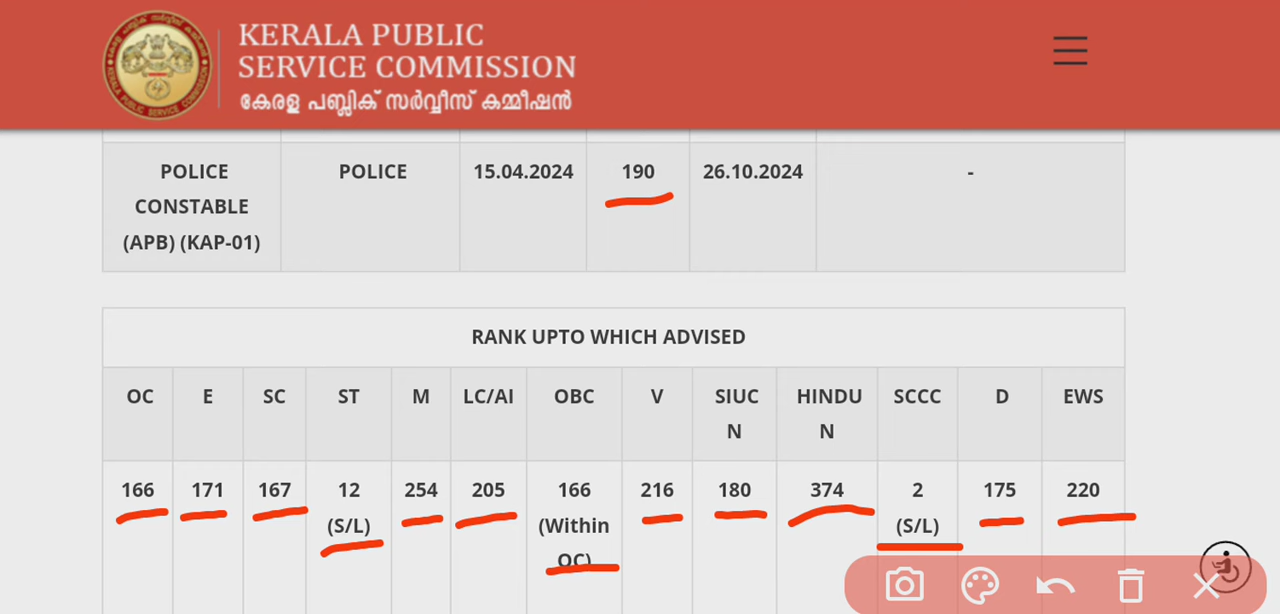 KERALA PUBLIC
SERVICE COMMISSION
കേരള പബ്ലിക് സർവ്വീസ് കമ്മീഷൻ
POLICE POLICE 15.04.2024 190 26.10.2024 -
CONSTABLE
(APB) (KAP-01)
RANK UPTO WHICH ADVISED
OC E SC ST M LC/AI OBC V SIUC HINDU SCCC D EWS
N N
166 171 167 12 254 205 166 216 180 374 2 175 220
(S/L) (Within (S/L)
OC)